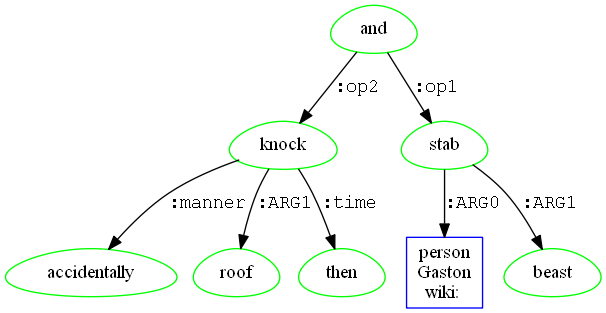 and
:op2
:op1
knock
stab
:manner
:ARG1
:time
:ARG0
:ARG1
accidentally
roof
then
person
Gaston
wiki:
beast